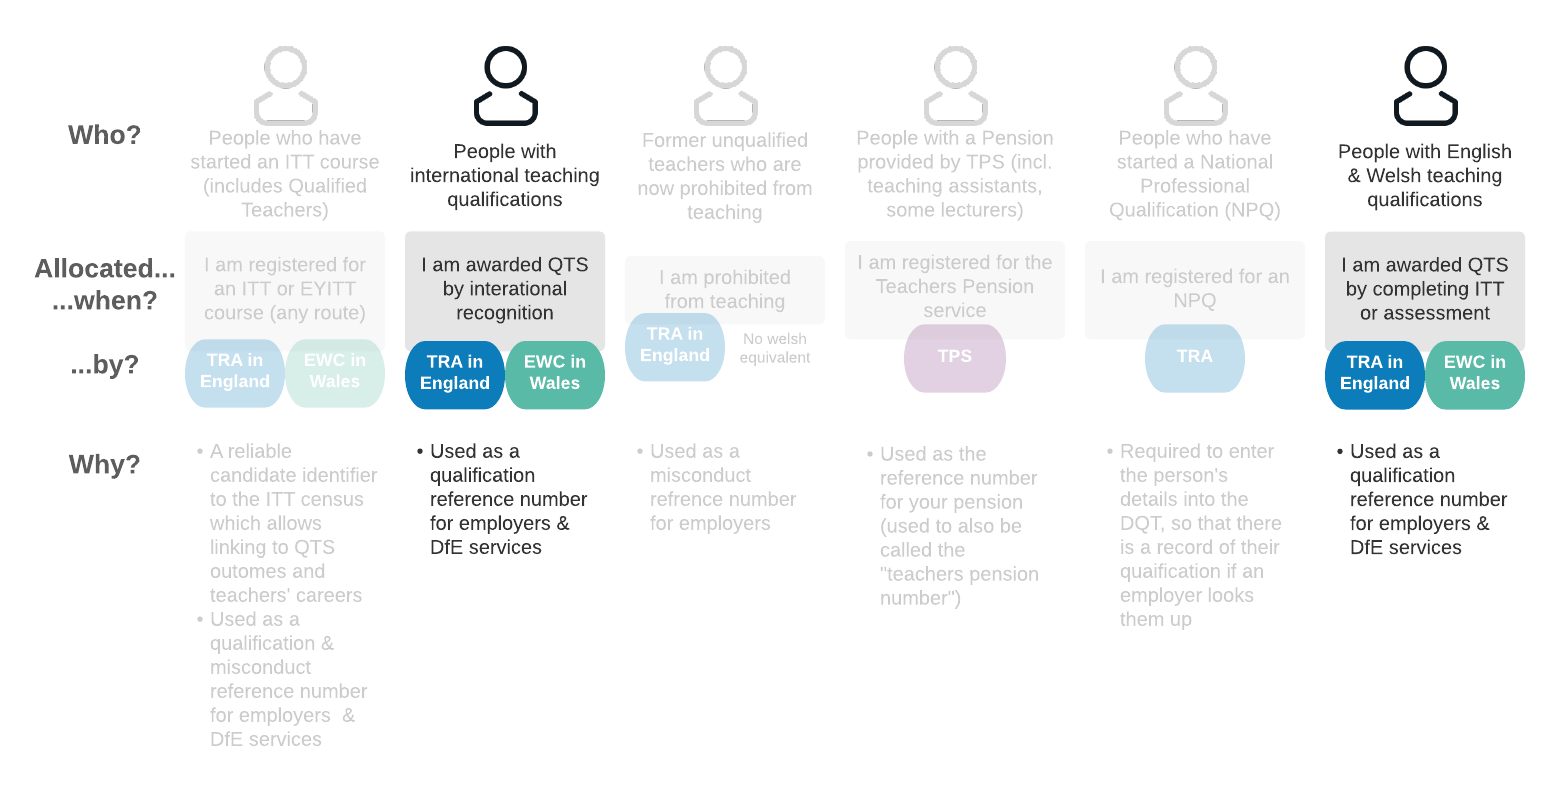 Who?
People who have
started an ITT course
(includes Qualified
Teachers)
People with
international teaching
qualifications
Former unqualified
teachers who are
now prohibited from
teaching
People with a Pension
provided by TPS (incl.
teaching assistants,
some lecturers)
People who have
started a National
Professional
Qualification (NPQ)
People with English
& Welsh teaching
qualifications
Allocated...
...when?
I am registered for
an ITT or EYITT
course (any route)
I am awarded QTS
by interational
recognition
I am prohibited
from teaching
I am registered for the
Teachers Pension
service
I am registered for an
NPQ
I am awarded QTS
by completing ITT
or assessment
...by?
TRA in
England
EWC in
Wales
TRA in
England
EWC in
Wales
TRA in
England
No welsh
equivalent
TPS
TRA
TRA in
England
EWC in
Wales
Why?
• A reliable
candidate identifier
to the ITT census
which allows
linking to QTS
outomes and
teachers' careers
• Used as a
qualification &
misconduct
reference number
for employers  &
DfE services
• Used as a
qualification
reference number
for employers &
DfE services
• Used as a
misconduct
refrence number
for employers
• Used as the
reference number
for your pension
(used to also be
called the
"teachers pension
number")
• Required to enter
the person's
details into the
DQT, so that there
is a record of their
quaification if an
employer looks
them up
• Used as a
qualification
reference number
for employers &
DfE services